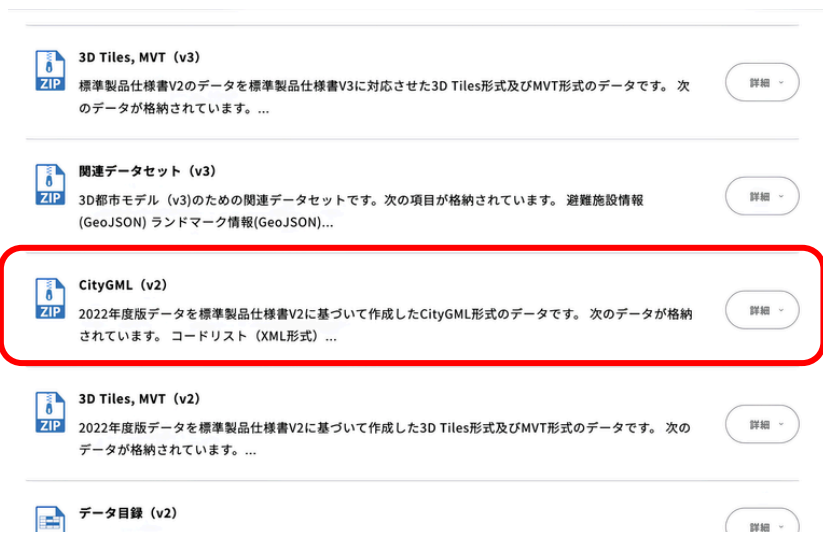 3D Tiles, MVT（v3）
ZIP
標準製品仕様書V2のデータを標準製品仕様書V3に対応させた3D Tiles形式及びMVT形式のデータです。 次
のデータが格納されています。...
詳細
関連データセット（v3）
ZIP
3D都市モデル（v3)のための関連データセットです。次の項目が格納されています。 避難施設情報
(GeoJSON) ランドマーク情報(GeoJSON)...
詳細
CityGML（v2）
ZIP
2022年度版データを標準製品仕様書V2に基づいて作成したCityGML形式のデータです。 次のデータが格納
されています。 コードリスト（XML形式）...
詳細
3D Tiles, MVT（v2）
ZIP
2022年度版データを標準製品仕様書V2に基づいて作成した3D Tiles形式及びMVT形式のデータです。 次の
データが格納されています。...
詳細
データ目録（v2）
詳細